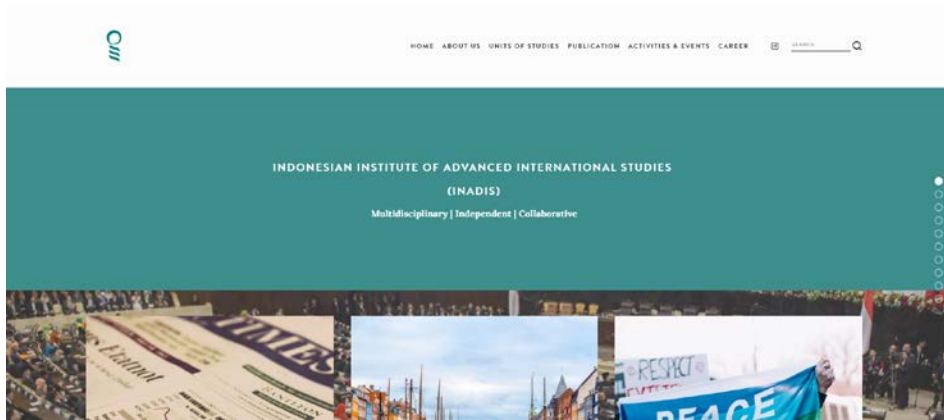 HOME ABOUT US UNITS OF STUDIES PUBLICATION ACTIVITIES & EVENTS CAREER SEARCH
INDONESIAN INSTITUTE OF ADVANCED INTERNATIONAL STUDIES
(INADIS)
Multidisciplinary | Independent | Collaborative
TIMES
RESPECT
PEACE